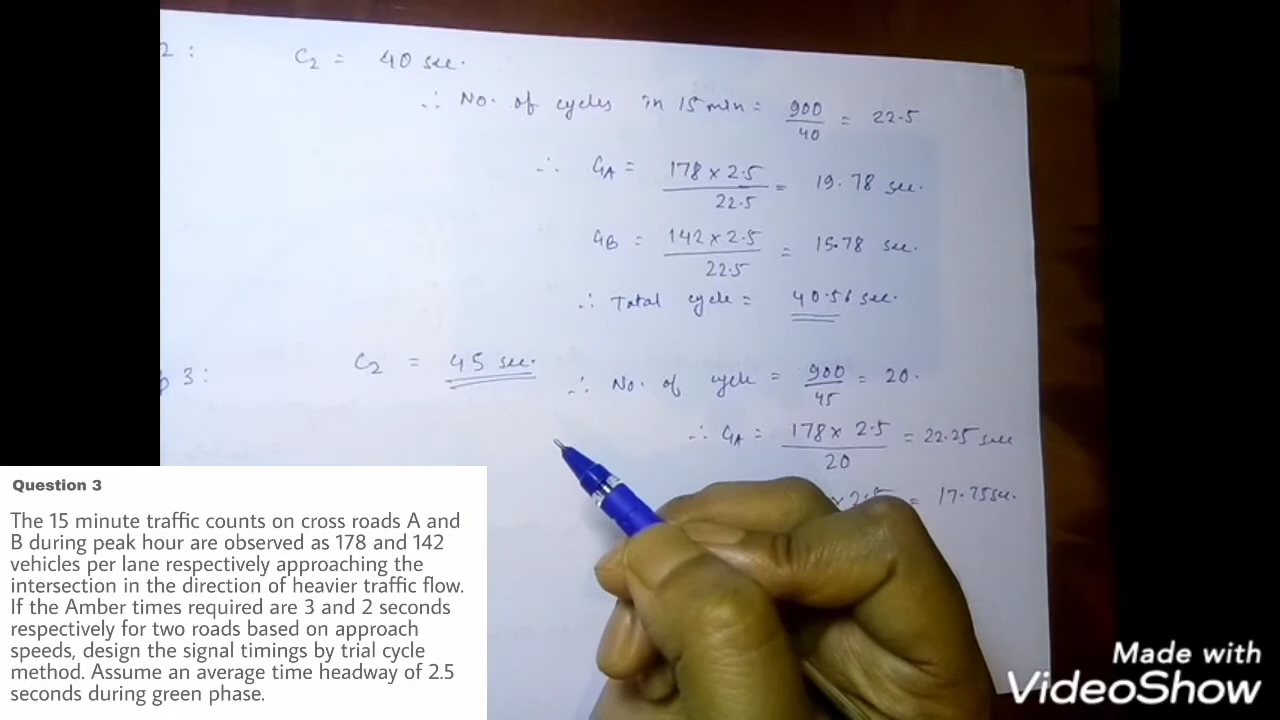 2 :
C₂ = 40 sec.
∴ No. of cycles in 15 min = 900/40 = 22.5
∴ GA = 178 × 2.5 / 22.5 = 19.78 sec.
GB = 142 × 2.5 / 22.5 = 15.78 sec.
∴ Total cycle = 40.56 sec.
3 :
C₂ = 45 sec.
∴ No. of cycle = 900/45 = 20.
∴ GA = 178 × 2.5 / 20 = 22.25 sec
× 2.5 = 17.75 sec.
Question 3
The 15 minute traffic counts on cross roads A and
B during peak hour are observed as 178 and 142
vehicles per lane respectively approaching the
intersection in the direction of heavier traffic flow.
If the Amber times required are 3 and 2 seconds
respectively for two roads based on approach
speeds, design the signal timings by trial cycle
method. Assume an average time headway of 2.5
seconds during green phase.
Made with
VideoShow